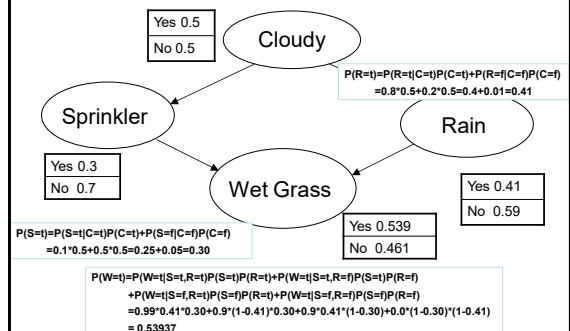 Yes 0.5
No 0.5
Cloudy
P(R=t)=P(R=t|C=t)P(C=t)+P(R=f|C=f)P(C=f)
=0.8*0.5+0.2*0.5=0.4+0.01=0.41
Sprinkler
Rain
Yes 0.3
No 0.7
Wet Grass
Yes 0.41
No 0.59
P(S=t)=P(S=t|C=t)P(C=t)+P(S=f|C=f)P(C=f)
=0.1*0.5+0.5*0.5=0.25+0.05=0.30
Yes 0.539
No 0.461
P(W=t)=P(W=t|S=t,R=t)P(S=t)P(R=t)+P(W=t|S=t,R=f)P(S=t)P(R=f)
+P(W=t|S=f,R=t)P(S=f)P(R=t)+P(W=t|S=f,R=f)P(S=f)P(R=f)
=0.99*0.41*0.30+0.9*(1-0.41)*0.30+0.9*0.41*(1-0.30)+0.0*(1-0.30)*(1-0.41)
= 0.53937